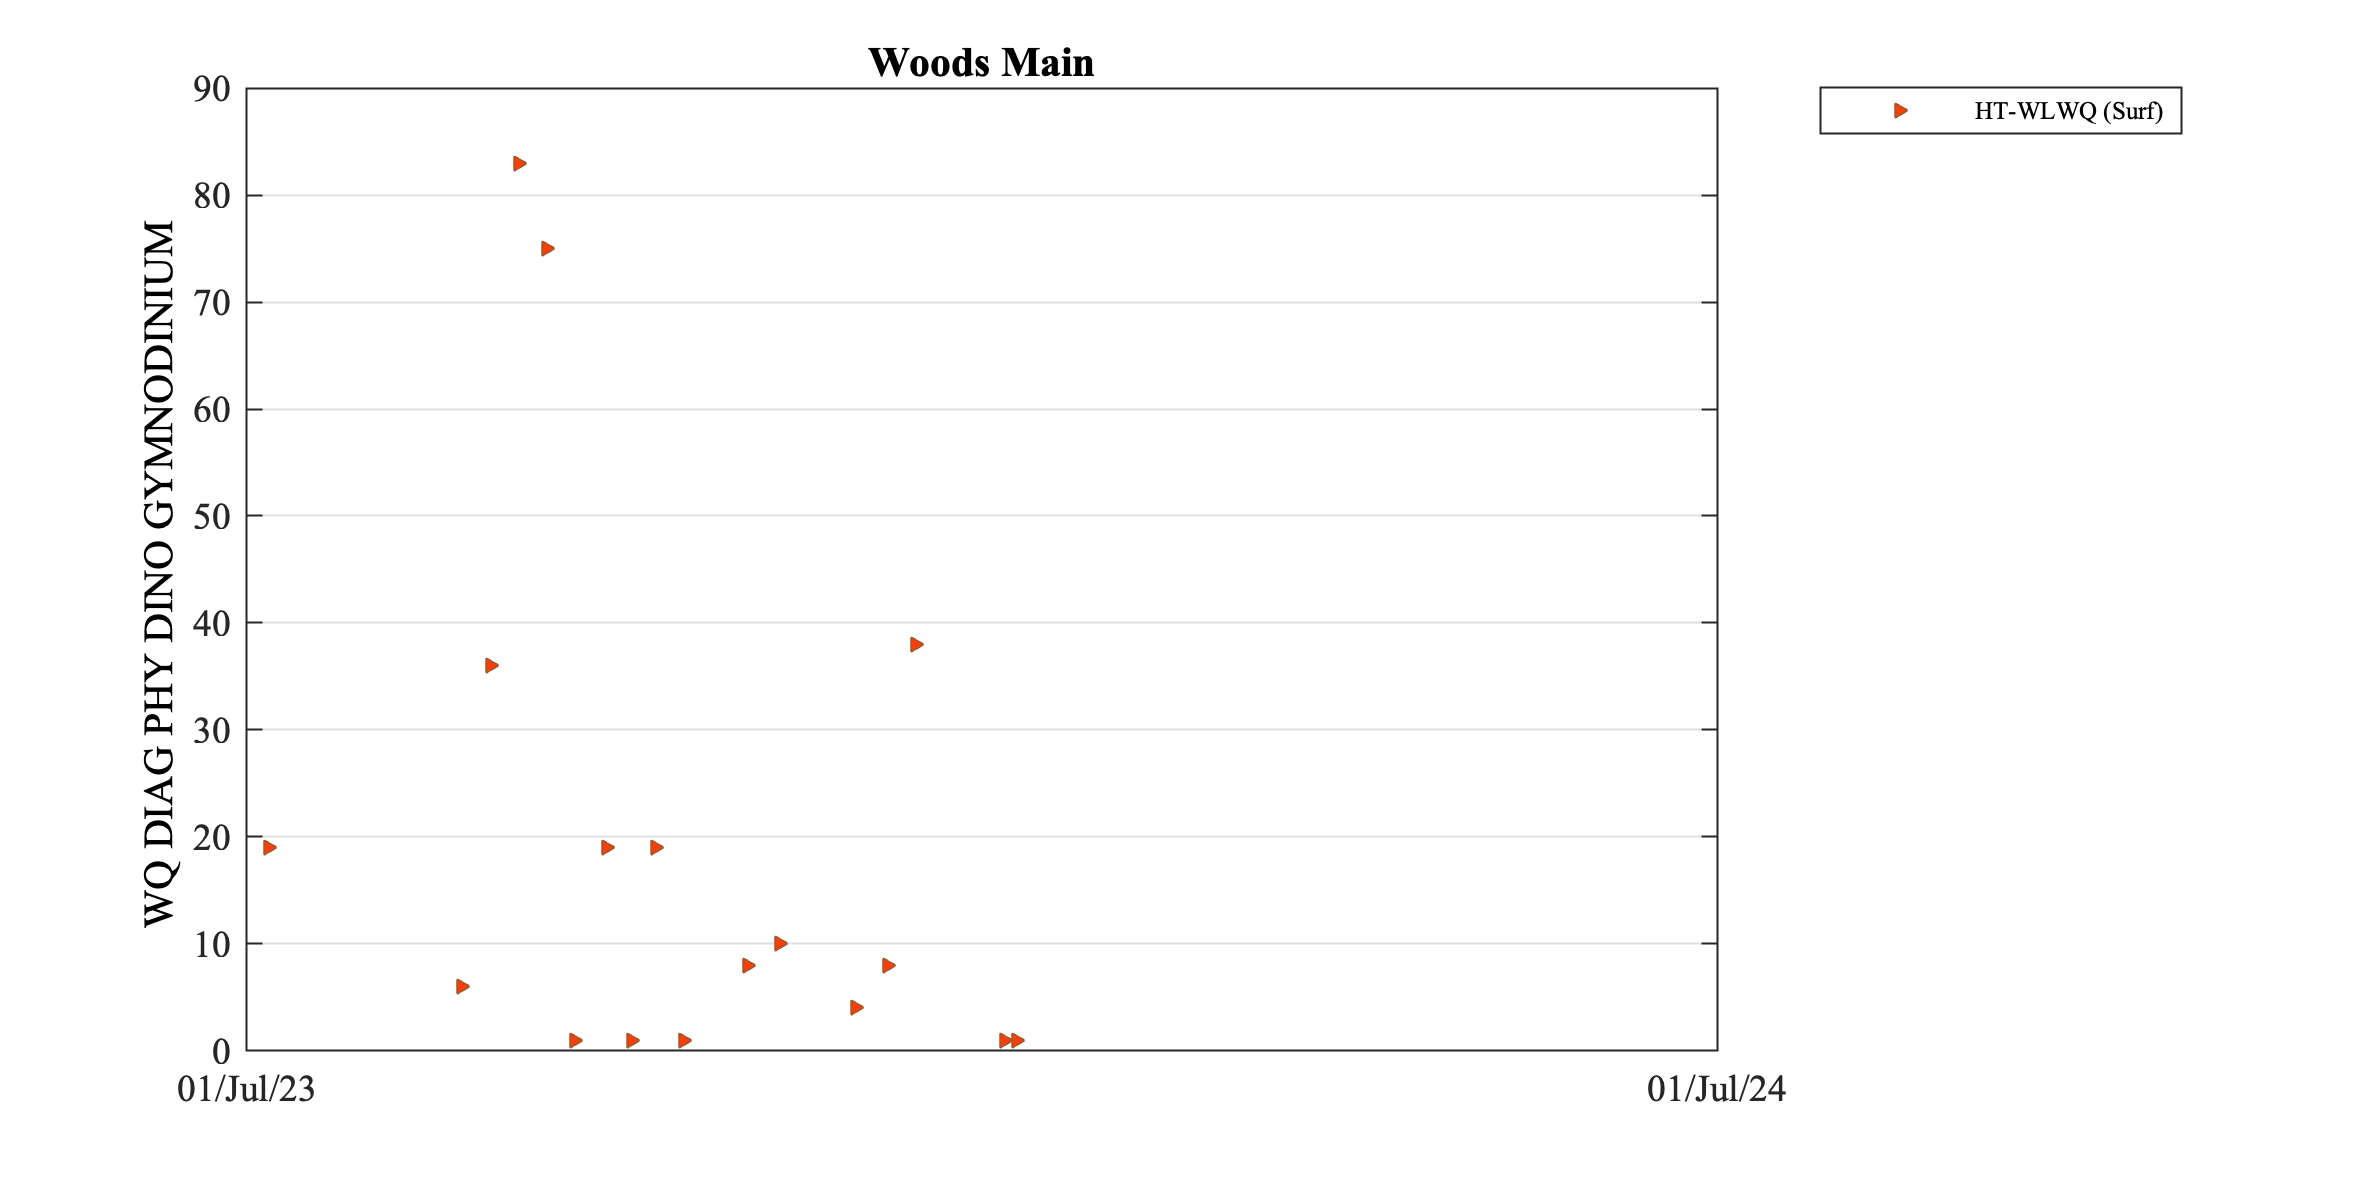 Woods Main
HT-WLWQ (Surf)
WQ DIAG PHY DINO GYMNODINIUM
90
80
70
60
50
40
30
20
10
0
01/Jul/23
01/Jul/24